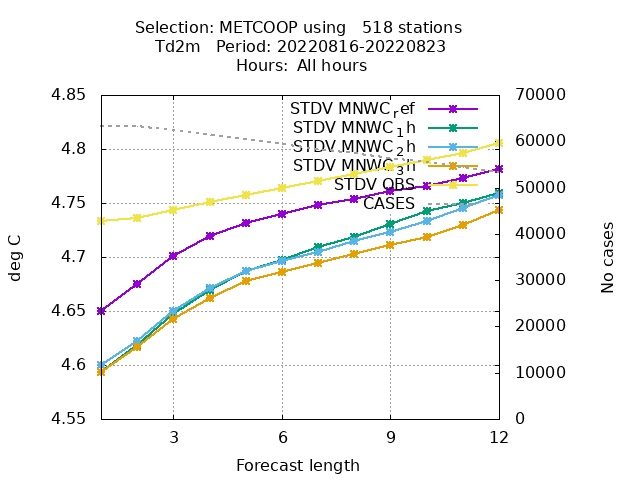 Selection: METCOOP using   518 stations
Td2m   Period: 20220816-20220823
Hours:  All hours
4.85
4.8
4.75
4.7
4.65
4.6
4.55
deg C
70000
60000
50000
40000
30000
20000
10000
0
No cases
STDV MNWC_ref
STDV MNWC_1h
STDV MNWC_2h
STDV MNWC_3h
STDV OBS
CASES
3
6
9
12
Forecast length